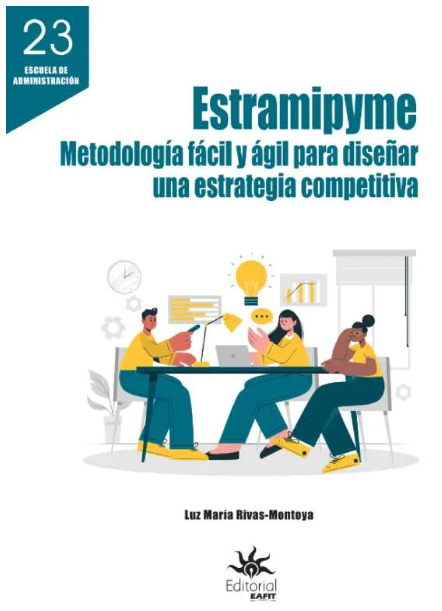 23
ESCUELA DE
ADMINISTRACIÓN
Estramipyme
Metodología fácil y ágil para diseñar
una estrategia competitiva
Luz María Rivas-Montoya
Editorial
EAFIT